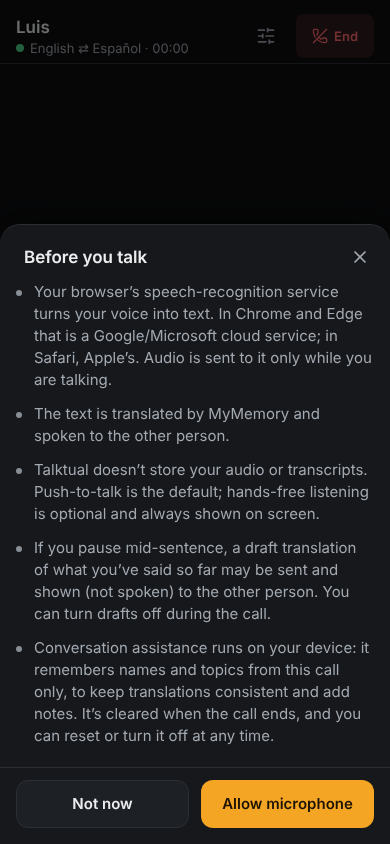 Luis
English ⇄ Español · 00:00
End
Before you talk
Your browser’s speech-recognition service
turns your voice into text. In Chrome and Edge
that is a Google/Microsoft cloud service; in
Safari, Apple’s. Audio is sent to it only while you
are talking.
The text is translated by MyMemory and
spoken to the other person.
Talktual doesn’t store your audio or transcripts.
Push-to-talk is the default; hands-free listening
is optional and always shown on screen.
If you pause mid-sentence, a draft translation
of what you’ve said so far may be sent and
shown (not spoken) to the other person. You
can turn drafts off during the call.
Conversation assistance runs on your device: it
remembers names and topics from this call
only, to keep translations consistent and add
notes. It’s cleared when the call ends, and you
can reset or turn it off at any time.
Not now
Allow microphone